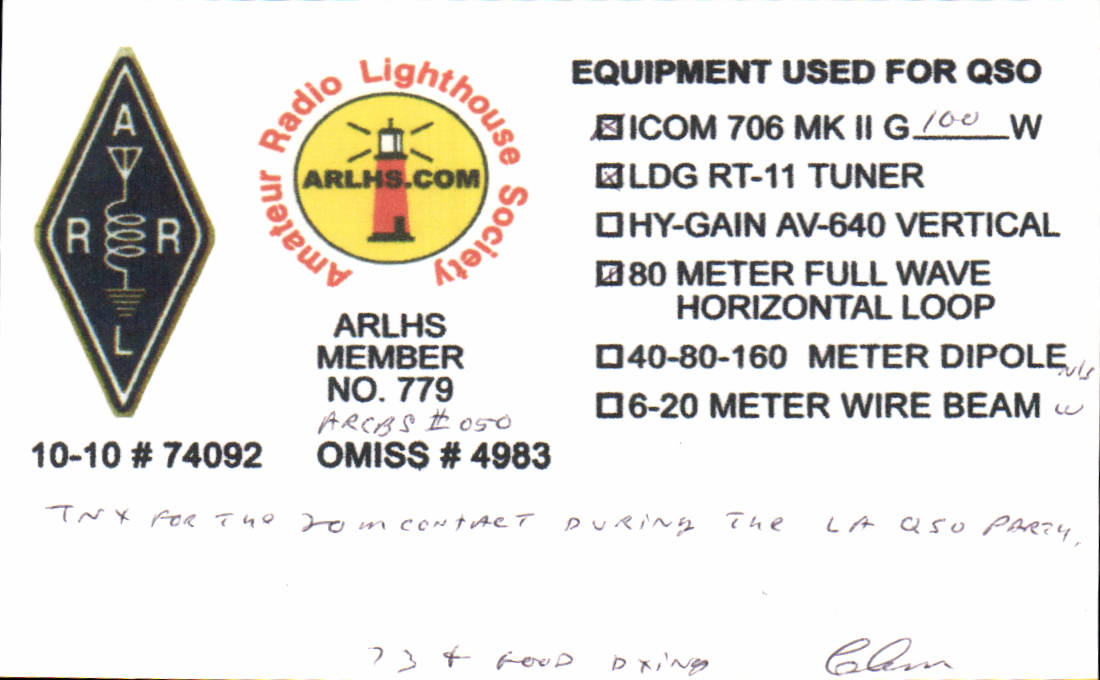 A
R R
L
Amateur Radio Lighthouse Society
ARLHS.COM
ARLHS
MEMBER
NO. 779
ARCBS # 050
10-10 # 74092
OMISS # 4983
EQUIPMENT USED FOR QSO
ICOM 706 MK II G 100 W
LDG RT-11 TUNER
HY-GAIN AV-640 VERTICAL
80 METER FULL WAVE
HORIZONTAL LOOP
40-80-160 METER DIPOLE N/S
6-20 METER WIRE BEAM W
TNX FOR THE 20m CONTACT DURING THE LA QSO PARTY.
73 + GOOD DXING